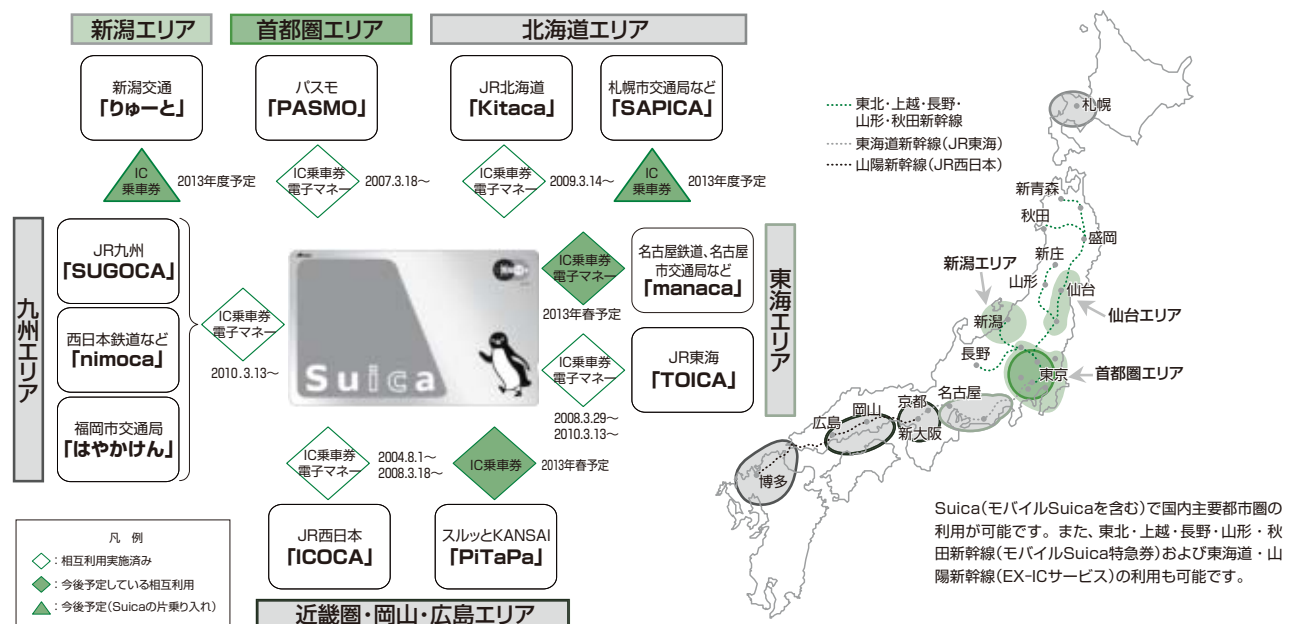 新潟エリア
首都圏エリア
北海道エリア
新潟交通
「りゅーと」
パスモ
「PASMO」
JR北海道
「Kitaca」
札幌市交通局など
「SAPICA」
IC
乗車券
2013年度予定
IC乗車券
電子マネー
2007.3.18～
IC乗車券
電子マネー
2009.3.14～
IC
乗車券
2013年度予定
九州エリア
JR九州
「SUGOCA」
西日本鉄道など
「nimoca」
福岡市交通局
「はやかけん」
IC乗車券
電子マネー
2010.3.13～
Suica
IC乗車券
電子マネー
2013年春予定
名古屋鉄道、名古屋
市交通局など
「manaca」
IC乗車券
電子マネー
2008.3.29～
2010.3.13～
JR東海
「TOICA」
東海エリア
IC乗車券
電子マネー
2004.8.1～
2008.3.18～
IC乗車券
2013年春予定
JR西日本
「ICOCA」
スルッとKANSAI
「PiTaPa」
近畿圏・岡山・広島エリア
凡 例
：相互利用実施済み
：今後予定している相互利用
：今後予定（Suicaの片乗り入れ）
東北・上越・長野・
山形・秋田新幹線
東海道新幹線（JR東海）
山陽新幹線（JR西日本）
札幌
新青森
秋田
盛岡
新庄
新潟エリア
山形
仙台
仙台エリア
新潟
長野
東京
首都圏エリア
名古屋
京都
岡山
広島
新大阪
博多
Suica（モバイルSuicaを含む）で国内主要都市圏の
利用が可能です。また、東北・上越・長野・山形・秋
田新幹線（モバイルSuica特急券）および東海道・山
陽新幹線（EX-ICサービス）の利用も可能です。